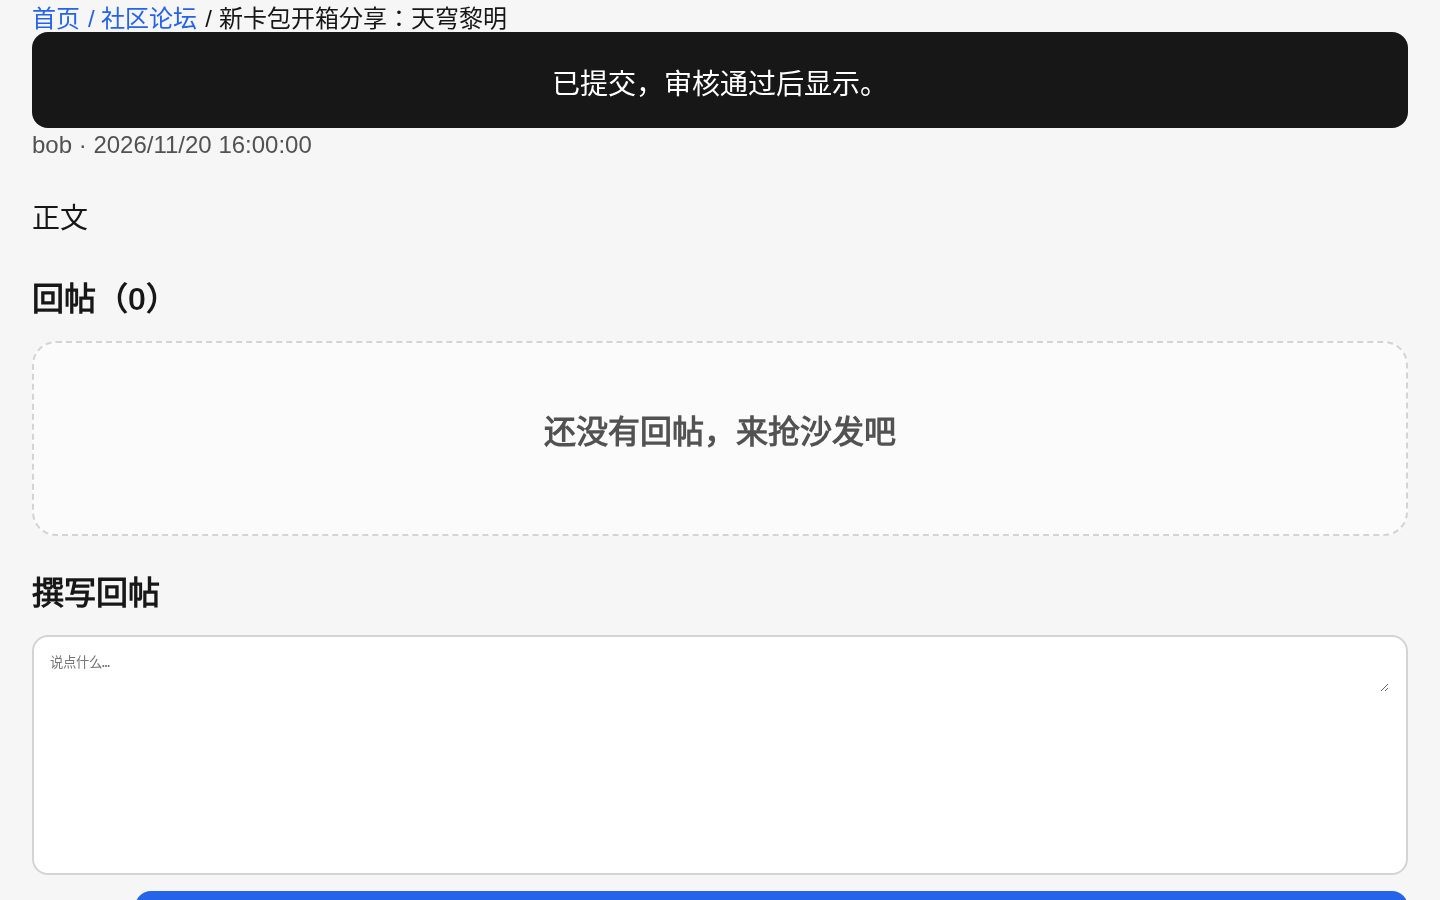 首页 / 社区论坛 / 新卡包开箱分享：天穹黎明
已提交，审核通过后显示。
bob · 2026/11/20 16:00:00
正文
回帖（0）
还没有回帖，来抢沙发吧
撰写回帖
说点什么…